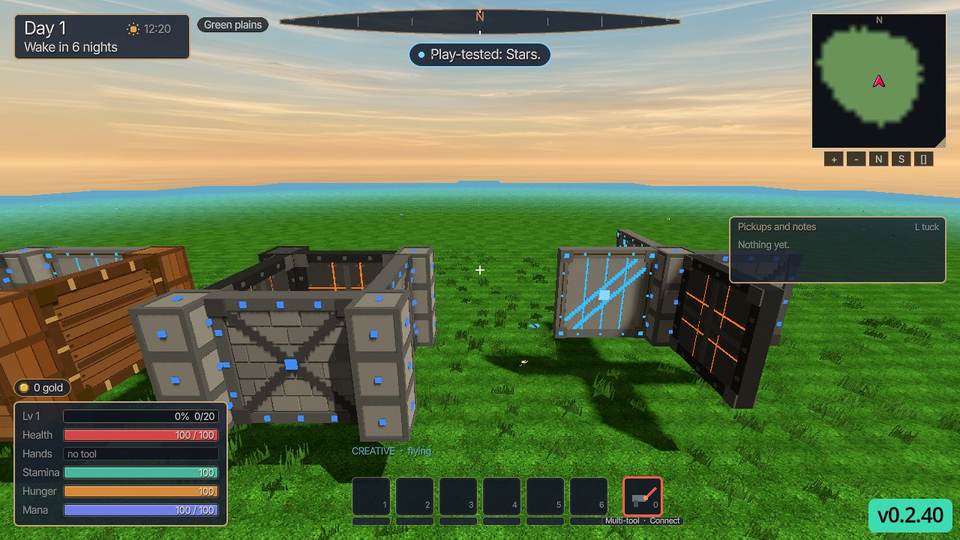 Day 1
12:20
Wake in 6 nights
Green plains
N
Play-tested: Stars.
N
+ - N S []
Pickups and notes
L tuck
Nothing yet.
0 gold
Lv 1
0% 0/20
Health
100 / 100
Hands
no tool
Stamina
100
Hunger
100
Mana
100 / 100
CREATIVE · flying
1 2 3 4 5 6 0
Multi-tool · Connect
v0.2.40